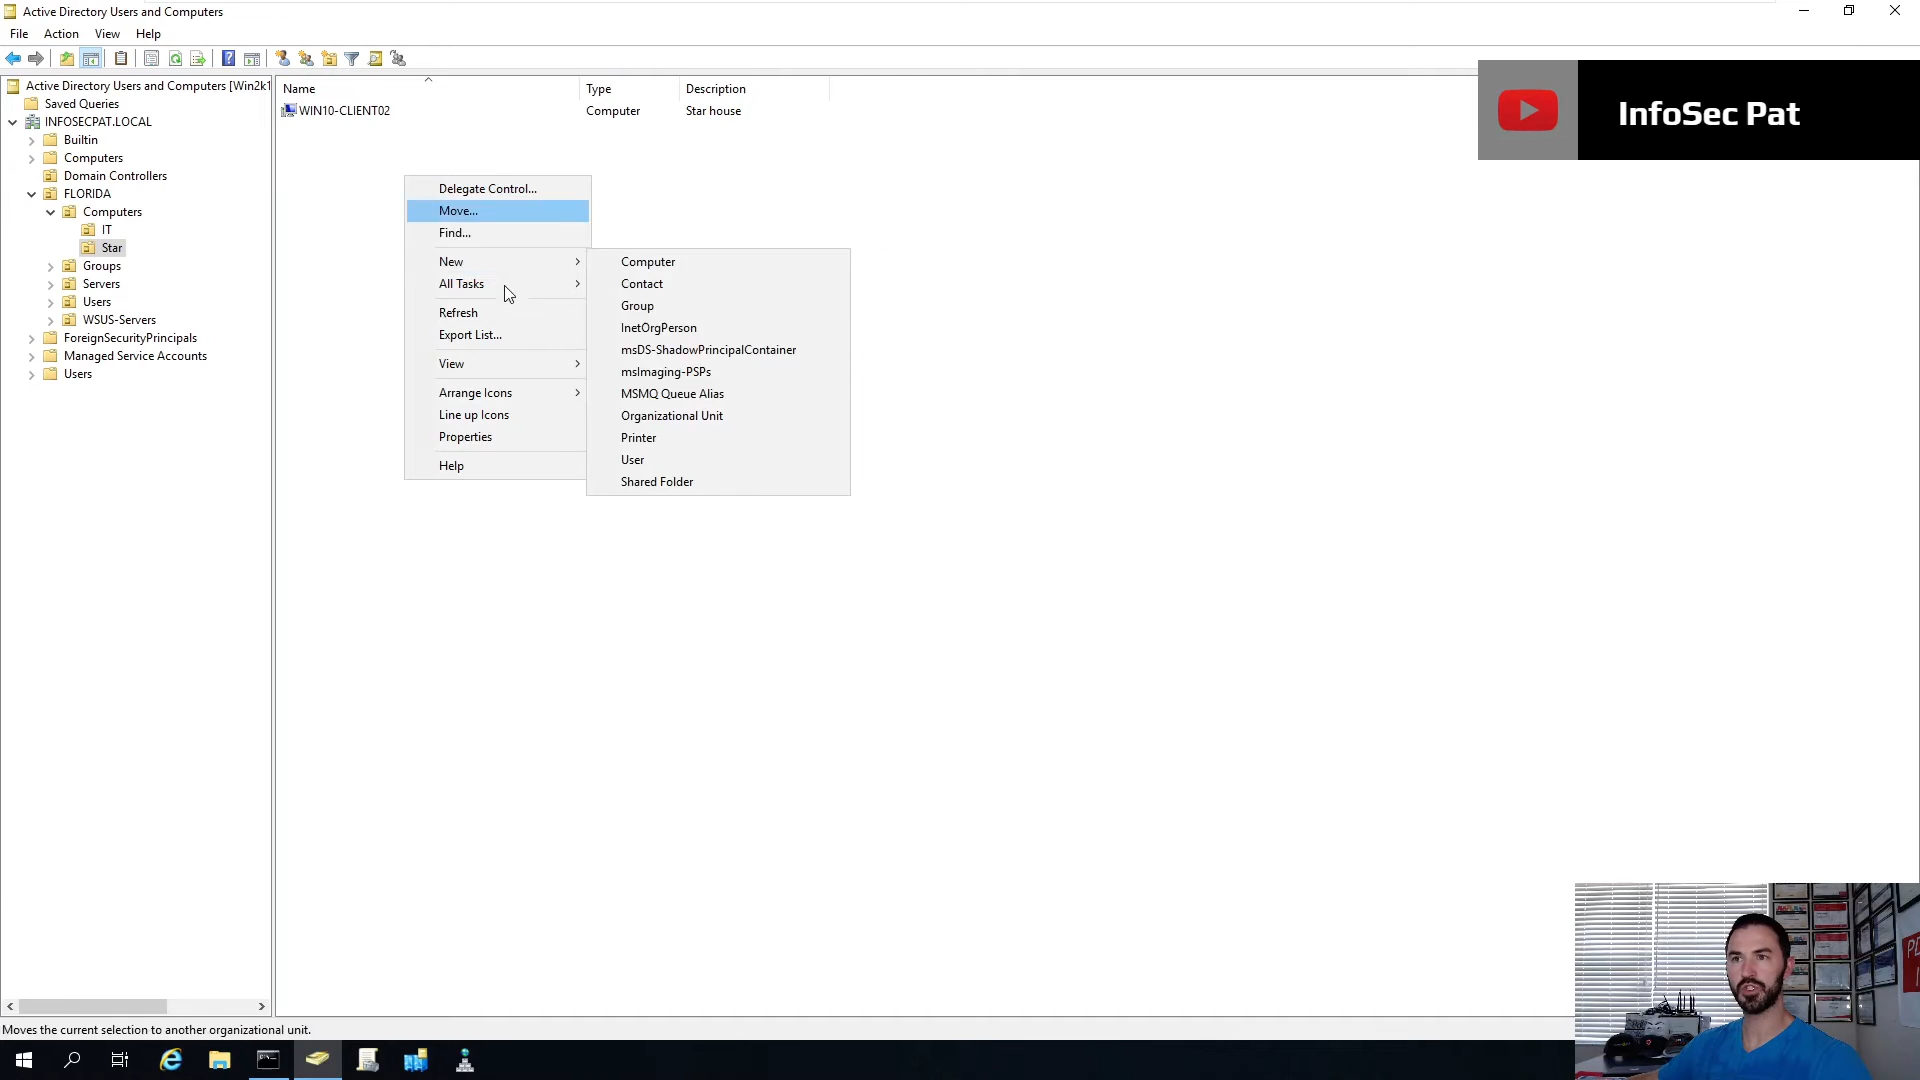 Active Directory Users and Computers
File Action View Help
Active Directory Users and Computers [Win2k1
Saved Queries
INFOSECPAT.LOCAL
Builtin
Computers
Domain Controllers
FLORIDA
Computers
IT
Star
Groups
Servers
Users
WSUS-Servers
ForeignSecurityPrincipals
Managed Service Accounts
Users
Name Type Description
WIN10-CLIENT02 Computer Star house
Delegate Control...
Move...
Find...
New
All Tasks
Refresh
Export List...
View
Arrange Icons
Line up Icons
Properties
Help
Computer
Contact
Group
InetOrgPerson
msDS-ShadowPrincipalContainer
msImaging-PSPs
MSMQ Queue Alias
Organizational Unit
Printer
User
Shared Folder
InfoSec Pat
Moves the current selection to another organizational unit.